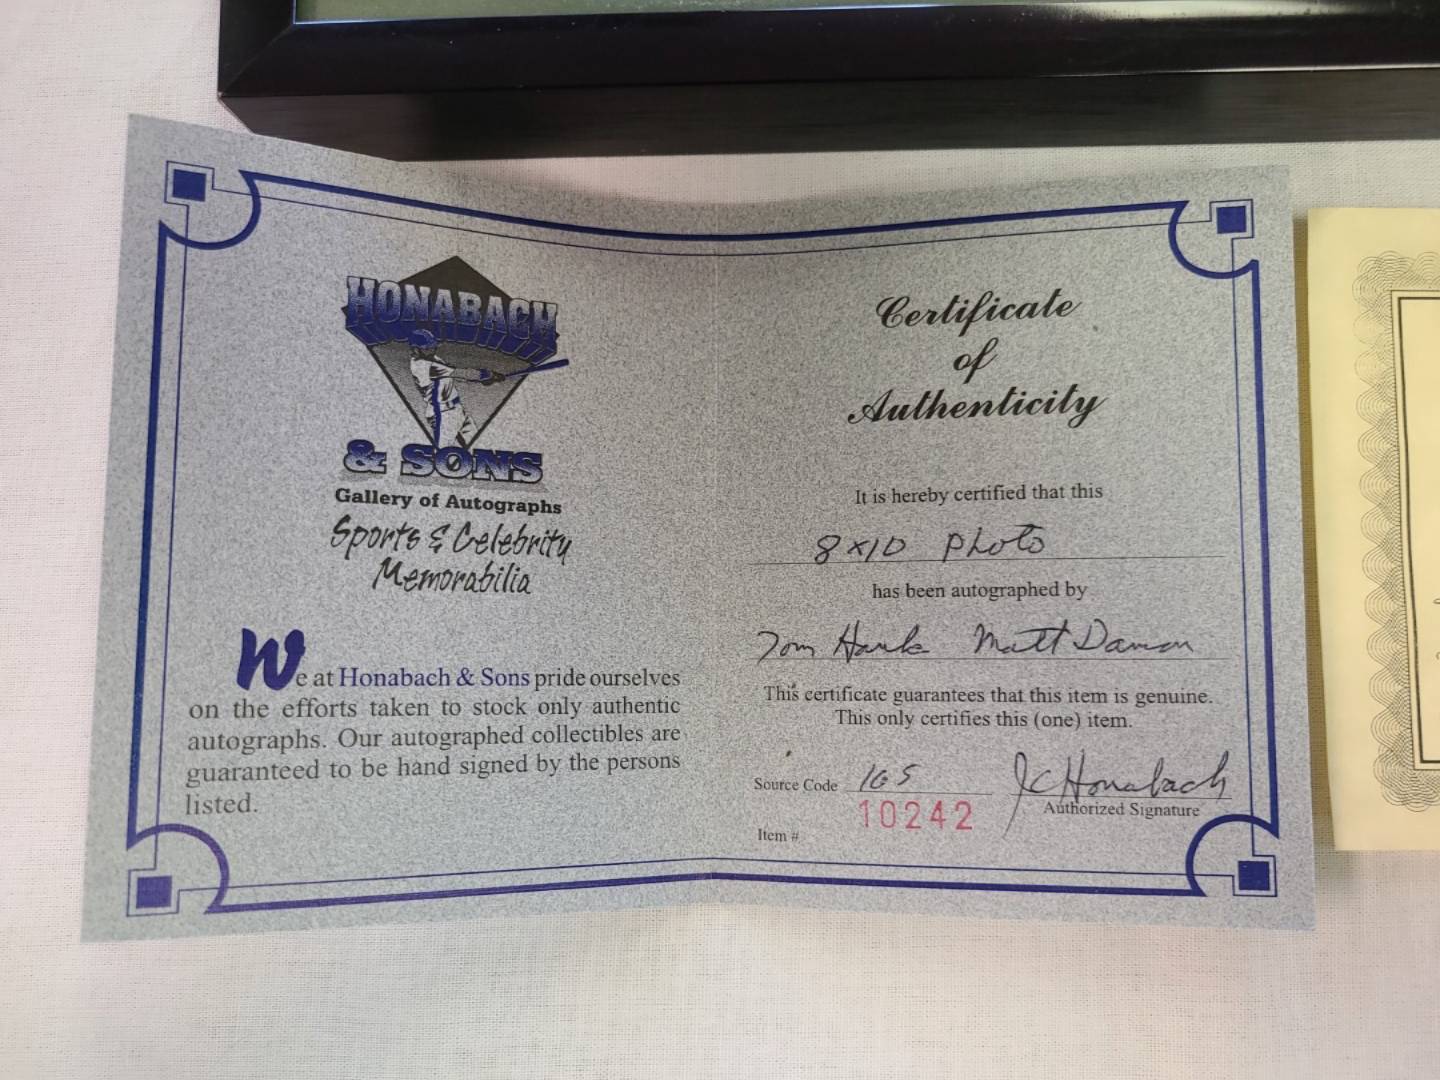 HONABACH
& SONS
Gallery of Autographs
Sports & Celebrity
Memorabilia
We at Honabach & Sons pride ourselves
on the efforts taken to stock only authentic
autographs. Our autographed collectibles are
guaranteed to be hand signed by the persons
listed.
Certificate
of
Authenticity
It is hereby certified that this
8x10 Photo
has been autographed by
Tom Hanks Matt Damon
This certificate guarantees that this item is genuine.
This only certifies this (one) item.
Source Code 165 JC Honabach
Authorized Signature
10242
Item #